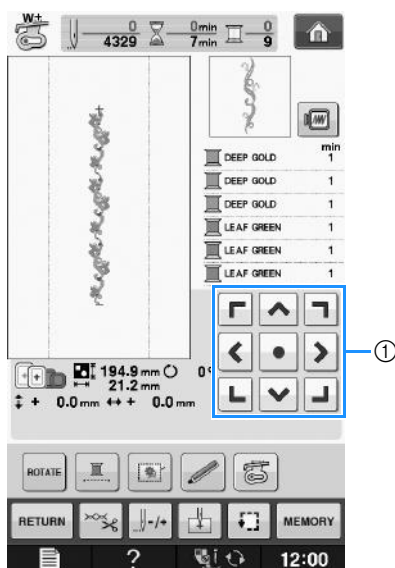 W+
0 0min 0
4329 7min 9
min
DEEP GOLD 1
DEEP GOLD 1
DEEP GOLD 1
LEAF GREEN 1
LEAF GREEN 1
LEAF GREEN 1
①
194.9 mm 0°
21.2 mm
+ 0.0 mm + 0.0 mm
ROTATE
RETURN -/+ MEMORY
? 12:00